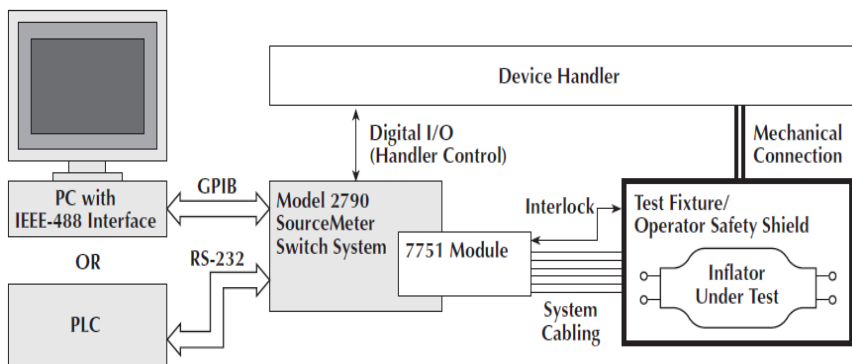 Device Handler
Digital I/O
(Handler Control)
Mechanical
Connection
PC with
IEEE-488 Interface
GPIB
Model 2790
SourceMeter
Switch System
Interlock
Test Fixture/
Operator Safety Shield
7751 Module
OR
RS-232
Inflator
Under Test
System
Cabling
PLC